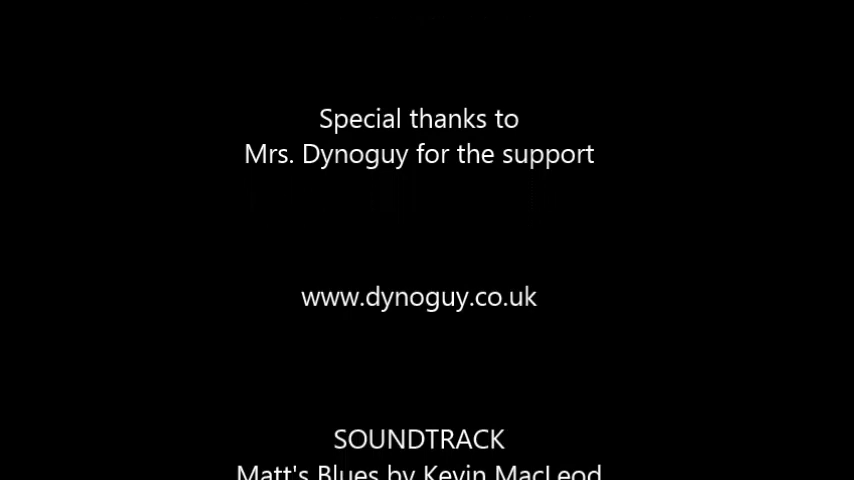 Special thanks to
Mrs. Dynoguy for the support
www.dynoguy.co.uk
SOUNDTRACK
Matt's Blues by Kevin MacLeod